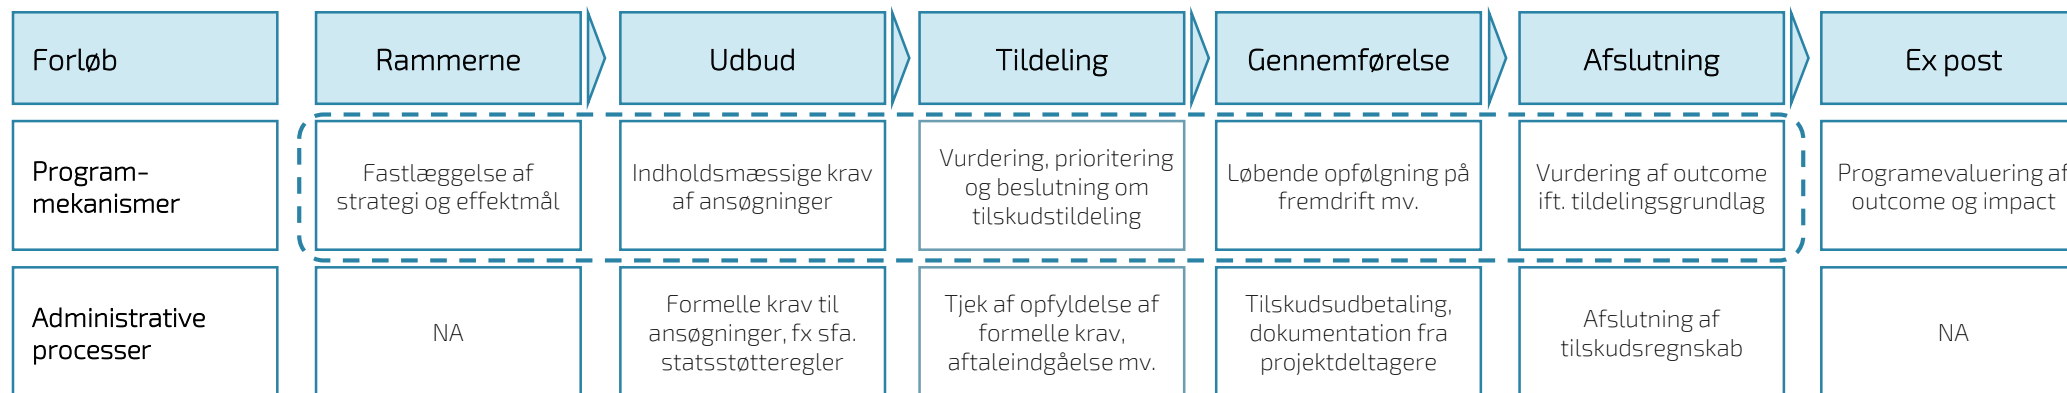 Forløb
Rammerne
Udbud
Tildeling
Gennemførelse
Afslutning
Ex post
Program-
mekanismer
Fastlæggelse af
strategi og effektmål
Indholdsmæssige krav
af ansøgninger
Vurdering, prioritering
og beslutning om
tilskudstildeling
Løbende opfølgning på
fremdrift mv.
Vurdering af outcome
ift. tildelingsgrundlag
Programevaluering af
outcome og impact
Administrative
processer
NA
Formelle krav til
ansøgninger, fx sfa.
statsstøtteregler
Tjek af opfyldelse af
formelle krav,
aftaleindgåelse mv.
Tilskudsudbetaling,
dokumentation fra
projektdeltagere
Afslutning af
tilskudsregnskab
NA